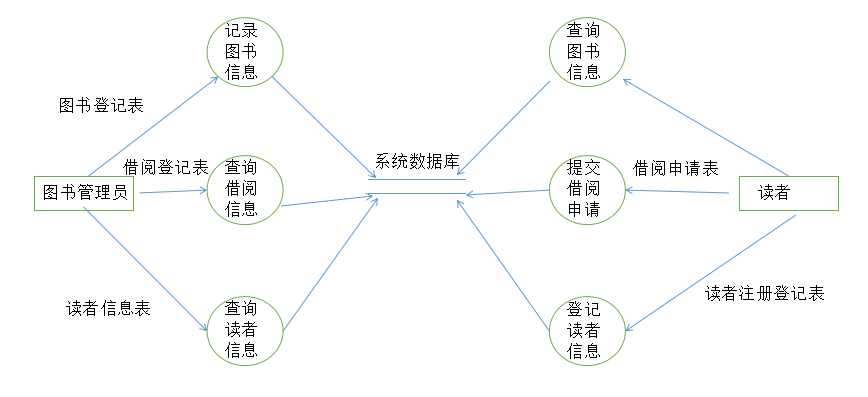 记录
图书
信息
查询
图书
信息
图书登记表
系统数据库
借阅登记表
查询
借阅
信息
提交
借阅
申请
借阅申请表
图书管理员
读者
读者信息表
查询
读者
信息
登记
读者
信息
读者注册登记表